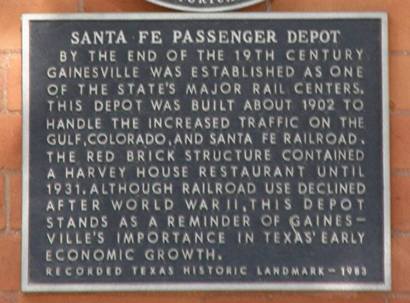 SANTA FE PASSENGER DEPOT
BY THE END OF THE 19TH CENTURY
GAINESVILLE WAS ESTABLISHED AS ONE
OF THE STATE'S MAJOR RAIL CENTERS.
THIS DEPOT WAS BUILT ABOUT 1902 TO
HANDLE THE INCREASED TRAFFIC ON THE
GULF, COLORADO, AND SANTA FE RAILROAD.
THE RED BRICK STRUCTURE CONTAINED
A HARVEY HOUSE RESTAURANT UNTIL
1931. ALTHOUGH RAILROAD USE DECLINED
AFTER WORLD WAR II, THIS DEPOT
STANDS AS A REMINDER OF GAINES-
VILLE'S IMPORTANCE IN TEXAS' EARLY
ECONOMIC GROWTH.
RECORDED TEXAS HISTORIC LANDMARK - 1983